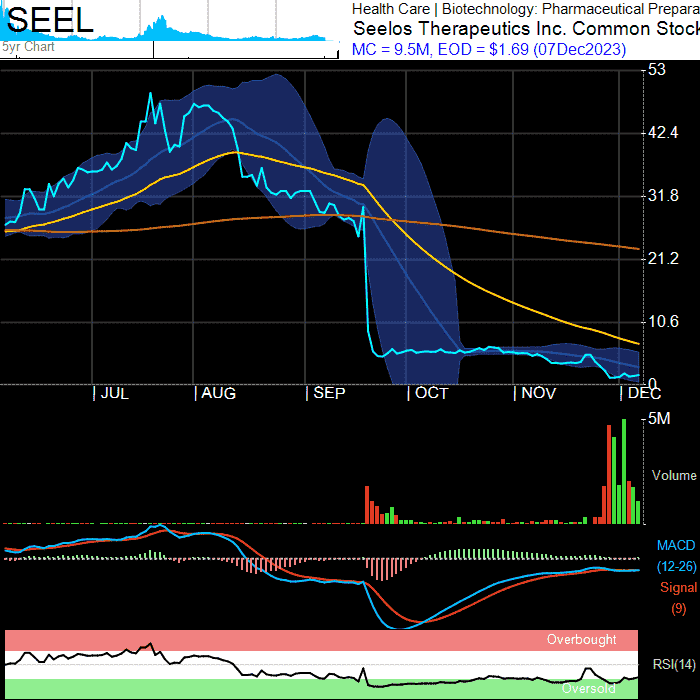 SEEL
5yr Chart
Health Care | Biotechnology: Pharmaceutical Prepara
Seelos Therapeutics Inc. Common Stock
MC = 9.5M, EOD = $1.69 (07Dec2023)
53
42.4
31.8
21.2
10.6
0
| JUL | AUG | SEP | OCT | NOV | DEC
5M
Volume
MACD
(12-26)
Signal
(9)
Overbought
RSI(14)
Oversold